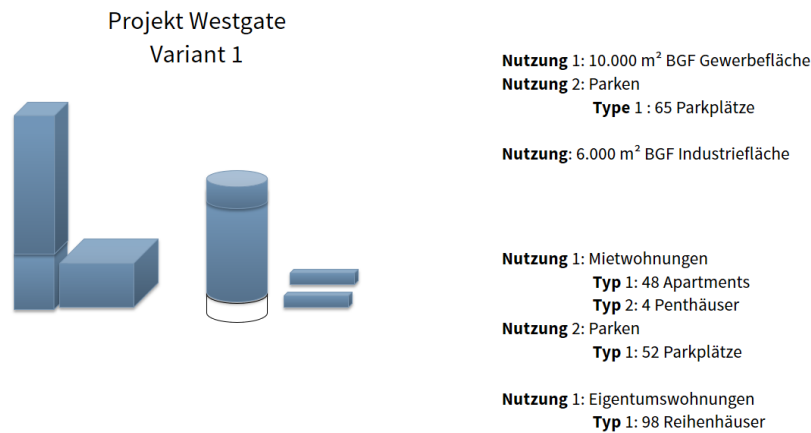 Projekt Westgate
Variant 1
Nutzung 1: 10.000 m² BGF Gewerbefläche
Nutzung 2: Parken
Type 1 : 65 Parkplätze
Nutzung: 6.000 m² BGF Industriefläche
Nutzung 1: Mietwohnungen
Typ 1: 48 Apartments
Typ 2: 4 Penthäuser
Nutzung 2: Parken
Typ 1: 52 Parkplätze
Nutzung 1: Eigentumswohnungen
Typ 1: 98 Reihenhäuser